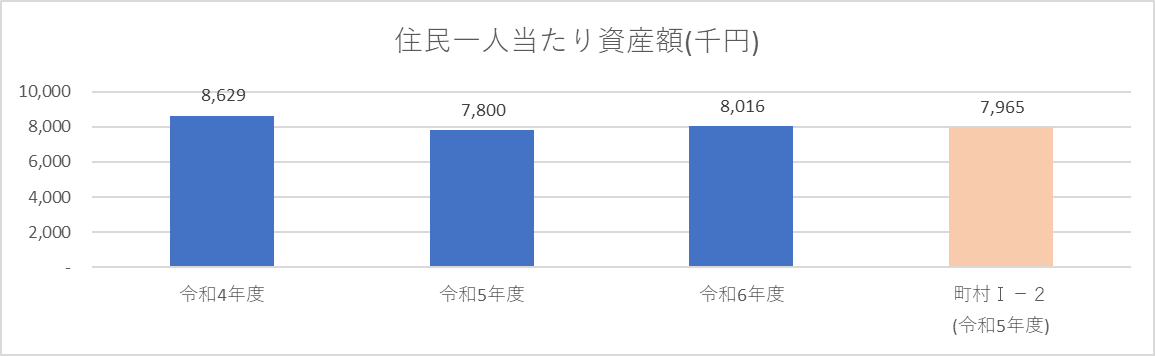 住民一人当たり資産額(千円)
10,000
8,000
6,000
4,000
2,000
-
8,629
7,800
8,016
7,965
令和4年度
令和5年度
令和6年度
町村Ⅰ－２
(令和5年度)